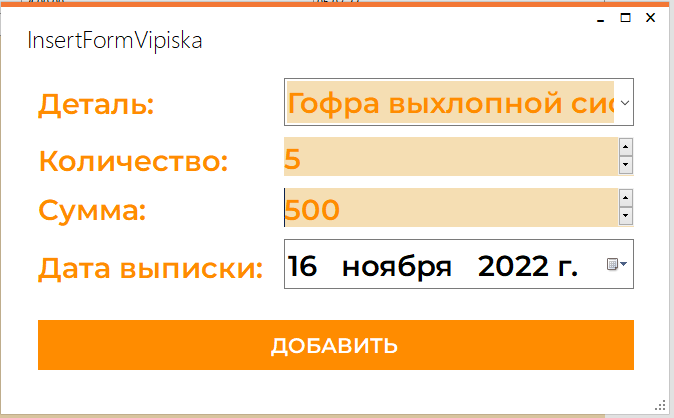 InsertFormVipiska
Деталь: Гофра выхлопной сис
Количество: 5
Сумма: 500
Дата выписки: 16 ноября 2022 г.
ДОБАВИТЬ